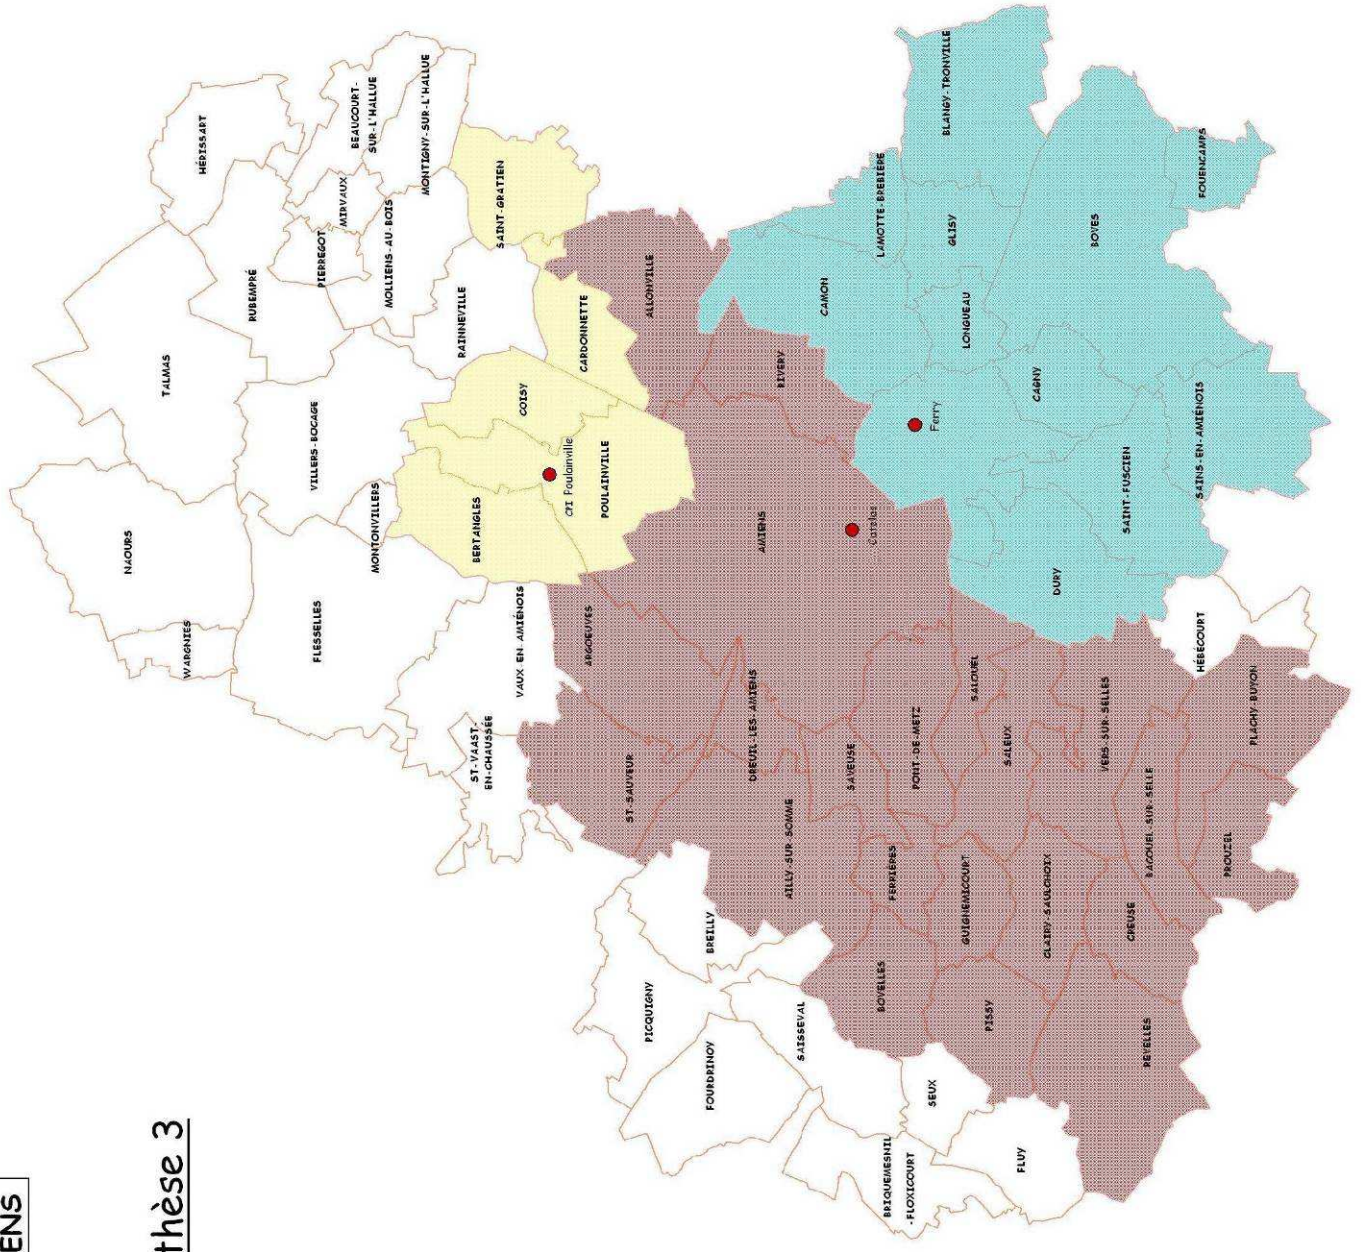 ENS
thèse 3
HÉRISSART
BEAUCOURT-
SUR-L'HALLUE
MONTIGNY-SUR-L'HALLUE
MIRVAUX
PIERREGOT
MOLLIENS-AU-BOIS
RUBEMPRÉ
TALMAS
RAINNEVILLE
SAINT-GRATIEN
NAOURS
WARGNIES
VILLERS-BOCAGE
FLESSELLES
MONTONVILLERS
COISY
CARDONNETTE
ALLONVILLE
BERTANGLES
CPI Poulainville
POULAINVILLE
VAUX-EN-AMIÉNOIS
ST-VAAST-
EN-CHAUSSÉE
ARGOEUVES
ST-SAUVEUR
AMIENS
RIVERY
CAMON
LAMOTTE-BREBIÈRE
BLANGY-TRONVILLE
GLISY
LONGUEAU
BOVES
FOUENCAMPS
Ferry
Catelas
CAGNY
SAINT-FUSCIEN
SAINS-EN-AMIÉNOIS
DURY
HÉBÉCOURT
DREUIL-LES-AMIENS
AILLY-SUR-SOMME
SAVEUSE
PONT-DE-METZ
SALOUEL
SALEUX
VERS-SUR-SELLES
PLACHY-BUYON
BACOUEL-SUR-SELLE
PROUZEL
FERRIÈRES
GUIGNEMICOURT
CLAIRY-SAULCHOIX
CREUSE
BREILLY
PICQUIGNY
FOURDRINOY
SAISSEVAL
BOVELLES
PISSY
REVELLES
SEUX
FLUY
BRIQUEMESNIL
-FLOXICOURT